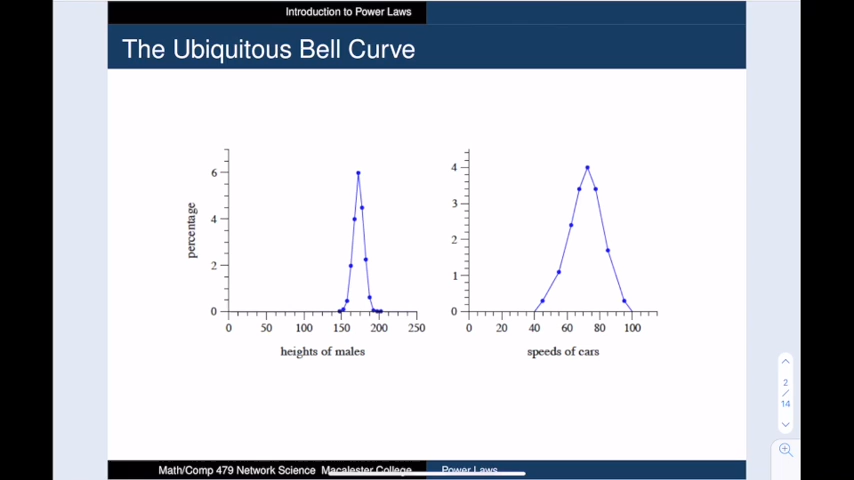 Introduction to Power Laws
The Ubiquitous Bell Curve
6
4
2
0
percentage
0 50 100 150 200 250
heights of males
4
3
2
1
0
0 20 40 60 80 100
speeds of cars
2
/
14
Math/Comp 479 Network Science Macalester College Power Laws